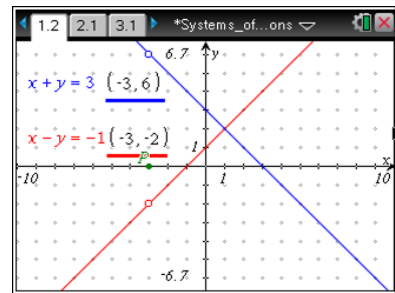 1.2 2.1 3.1 *Systems_of...ons
6.7 y
x+y=3 (-3,6)
x-y=-1 (-3,-2)
P
1
x
-10 1 10
-6.7